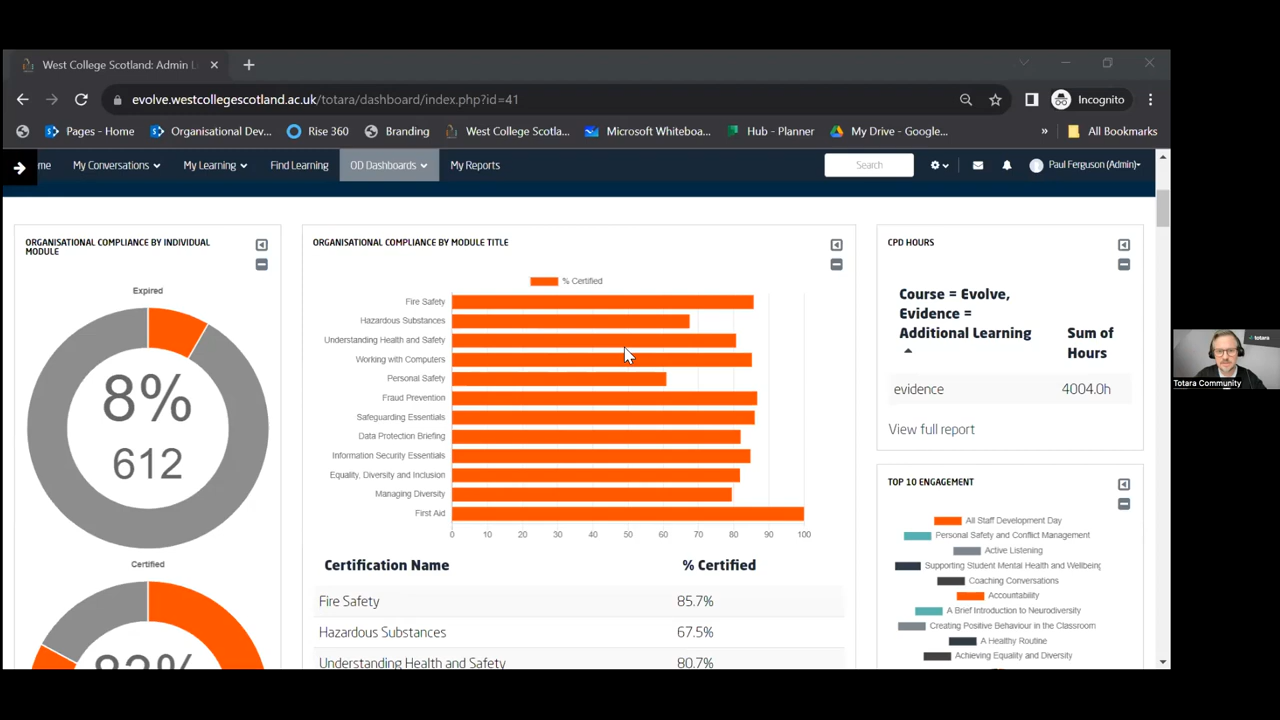 West College Scotland: Admin L
evolve.westcollegescotland.ac.uk/totara/dashboard/index.php?id=41
Incognito
Pages - Home
Organisational Dev...
Rise 360
Branding
West College Scotla...
Microsoft Whiteboa...
Hub - Planner
My Drive - Google...
»
All Bookmarks
me
My Conversations
My Learning
Find Learning
OD Dashboards
My Reports
Search
Paul Ferguson (Admin)
ORGANISATIONAL COMPLIANCE BY INDIVIDUAL
MODULE
Expired
8%
612
Certified
83%
ORGANISATIONAL COMPLIANCE BY MODULE TITLE
% Certified
Fire Safety
Hazardous Substances
Understanding Health and Safety
Working with Computers
Personal Safety
Fraud Prevention
Safeguarding Essentials
Data Protection Briefing
Information Security Essentials
Equality, Diversity and Inclusion
Managing Diversity
First Aid
0 10 20 30 40 50 60 70 80 90 100
Certification Name % Certified
Fire Safety 85.7%
Hazardous Substances 67.5%
Understanding Health and Safety 80.7%
CPD HOURS
Course = Evolve,
Evidence =
Additional Learning
Sum of
Hours
evidence 4004.0h
View full report
TOP 10 ENGAGEMENT
All Staff Development Day
Personal Safety and Conflict Management
Active Listening
Supporting Student Mental Health and Wellbeing
Coaching Conversations
Accountability
A Brief Introduction to Neurodiversity
Creating Positive Behaviour in the Classroom
A Healthy Routine
Achieving Equality and Diversity
totara
Totara Community